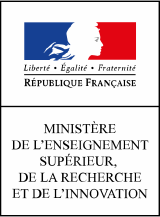 Liberté • Égalité • Fraternité
RÉPUBLIQUE FRANÇAISE
MINISTÈRE
DE L'ENSEIGNEMENT
SUPÉRIEUR,
DE LA RECHERCHE
ET DE L'INNOVATION